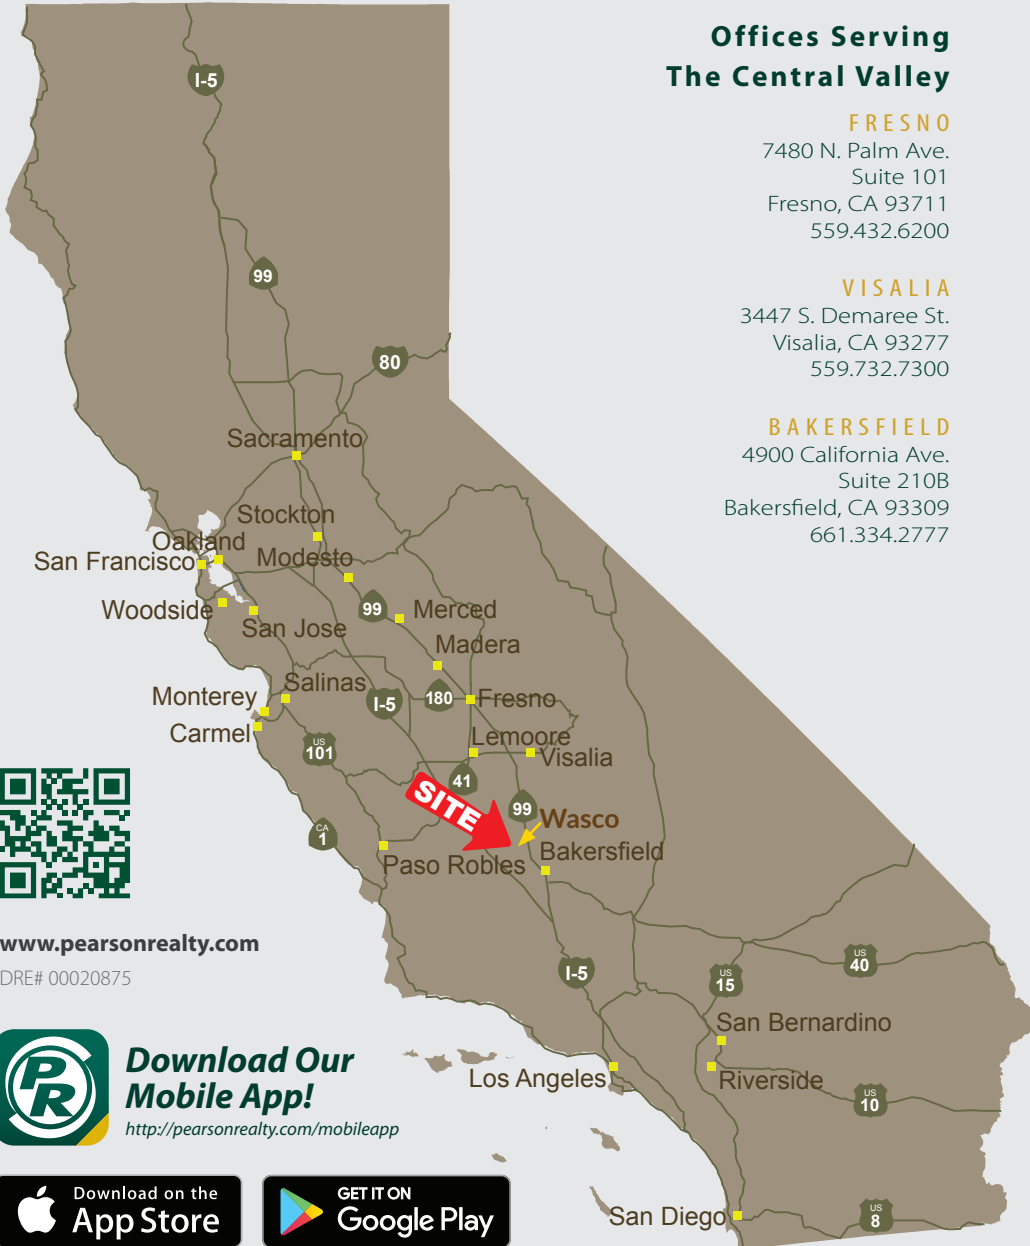 Offices Serving
The Central Valley
FRESNO
7480 N. Palm Ave.
Suite 101
Fresno, CA 93711
559.432.6200
VISALIA
3447 S. Demaree St.
Visalia, CA 93277
559.732.7300
BAKERSFIELD
4900 California Ave.
Suite 210B
Bakersfield, CA 93309
661.334.2777
I-5
99
80
Sacramento
Stockton
Oakland
San Francisco
Modesto
Woodside
San Jose
99
Merced
Madera
Salinas
Monterey
I-5
180
Fresno
Carmel
US
101
Lemoore
Visalia
41
SITE
99
Wasco
CA
1
Paso Robles
Bakersfield
www.pearsonrealty.com
DRE# 00020875
I-5
US
15
US
40
San Bernardino
Los Angeles
Riverside
US
10
San Diego
US
8
PR
Download Our
Mobile App!
http://pearsonrealty.com/mobileapp
Download on the
App Store
GET IT ON
Google Play